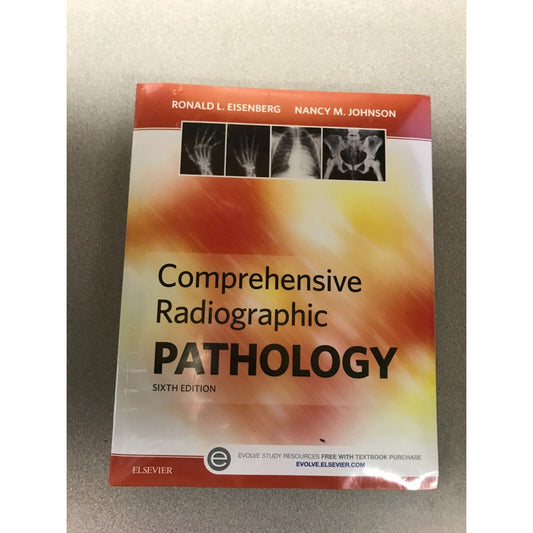 RONALD L. EISENBERG NANCY M. JOHNSON
Comprehensive
Radiographic
PATHOLOGY
SIXTH EDITION
e
EVOLVE STUDY RESOURCES FREE WITH TEXTBOOK PURCHASE
EVOLVE.ELSEVIER.COM
ELSEVIER